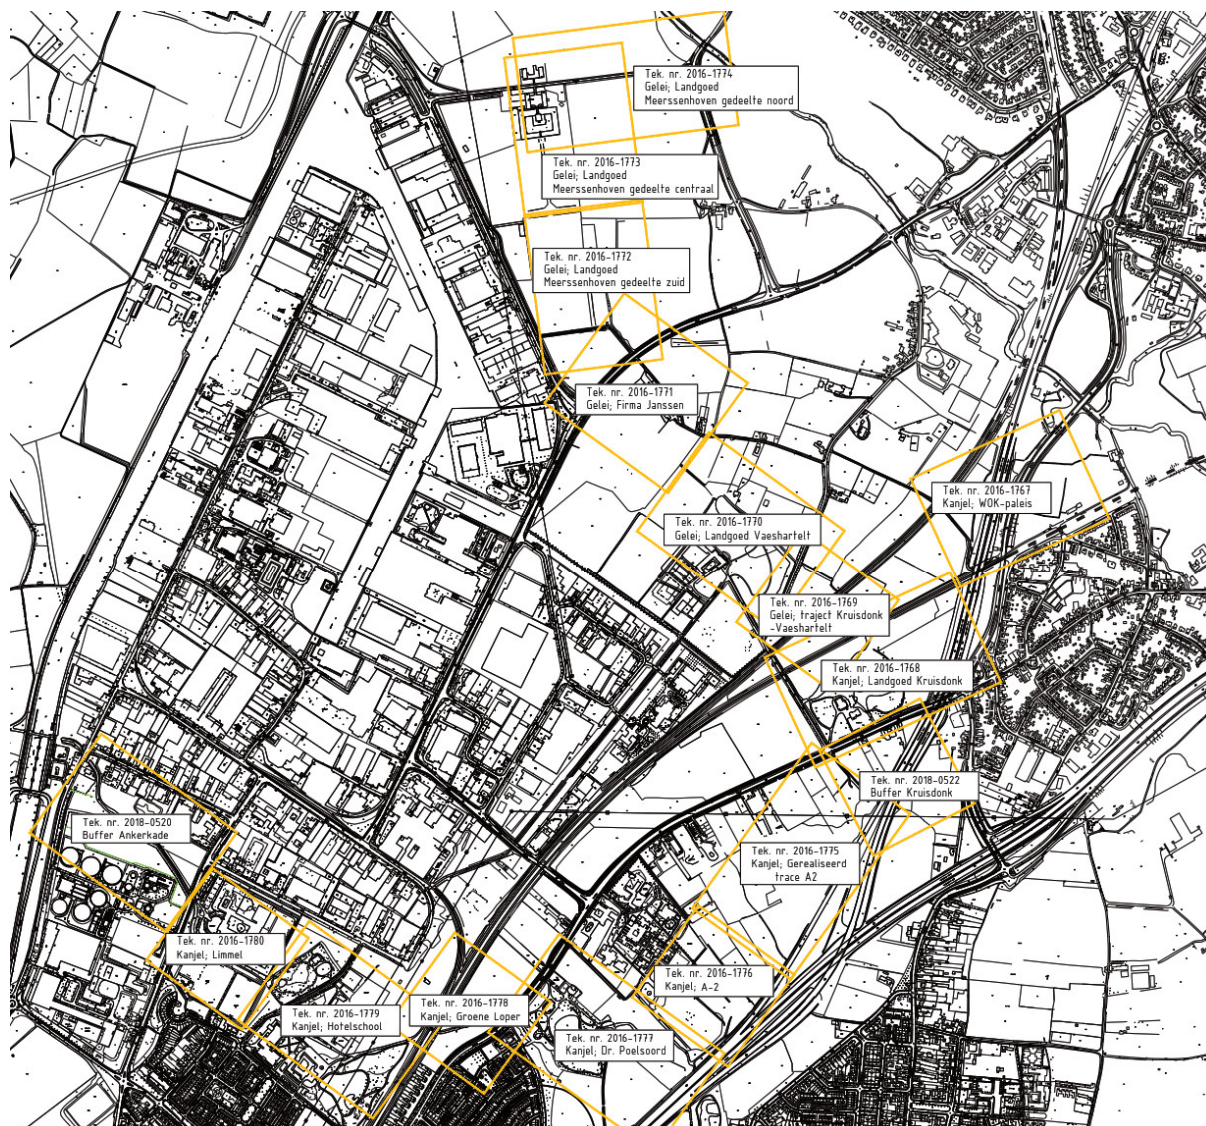 Tek. nr. 2016-1774
Gelei; Landgoed
Meerssenhoven gedeelte noord
Tek. nr. 2016-1773
Gelei; Landgoed
Meerssenhoven gedeelte centraal
Tek. nr. 2016-1772
Gelei; Landgoed
Meerssenhoven gedeelte zuid
Tek. nr. 2016-1771
Gelei; Firma Janssen
Tek. nr. 2016-1767
Kanjel; WOK-paleis
Tek. nr. 2016-1770
Gelei; Landgoed Vaeshartelt
Tek. nr. 2016-1769
Gelei; traject Kruisdonk
-Vaeshartelt
Tek. nr. 2016-1768
Kanjel; Landgoed Kruisdonk
Tek. nr. 2018-0522
Buffer Kruisdonk
Tek. nr. 2018-0520
Buffer Ankerkade
Tek. nr. 2016-1775
Kanjel; Gerealiseerd
trace A2
Tek. nr. 2016-1780
Kanjel; Limmel
Tek. nr. 2016-1776
Kanjel; A-2
Tek. nr. 2016-1779
Kanjel; Hotelschool
Tek. nr. 2016-1778
Kanjel; Groene Loper
Tek. nr. 2016-1777
Kanjel; Dr. Poelsoord